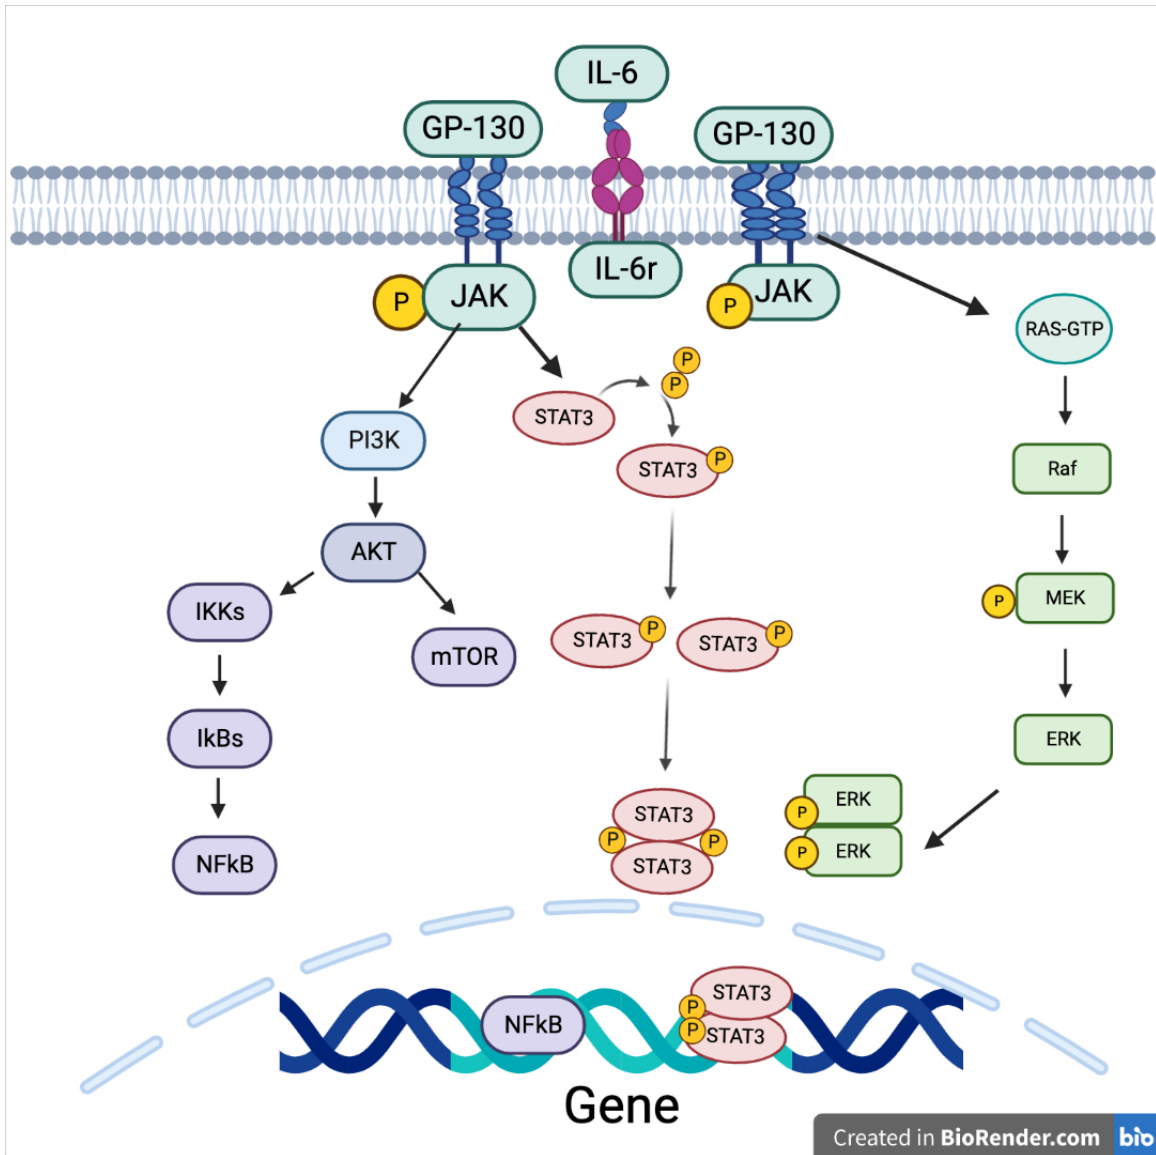 IL-6
GP-130
GP-130
IL-6r
P
JAK
P
JAK
RAS-GTP
P
P
STAT3
PI3K
STAT3
P
Raf
AKT
IKKs
mTOR
STAT3
P
STAT3
P
P
MEK
IkBs
ERK
NFkB
STAT3
P
P
STAT3
P
ERK
P
ERK
NFkB
STAT3
P
P
STAT3
Gene
Created in BioRender.com
bio